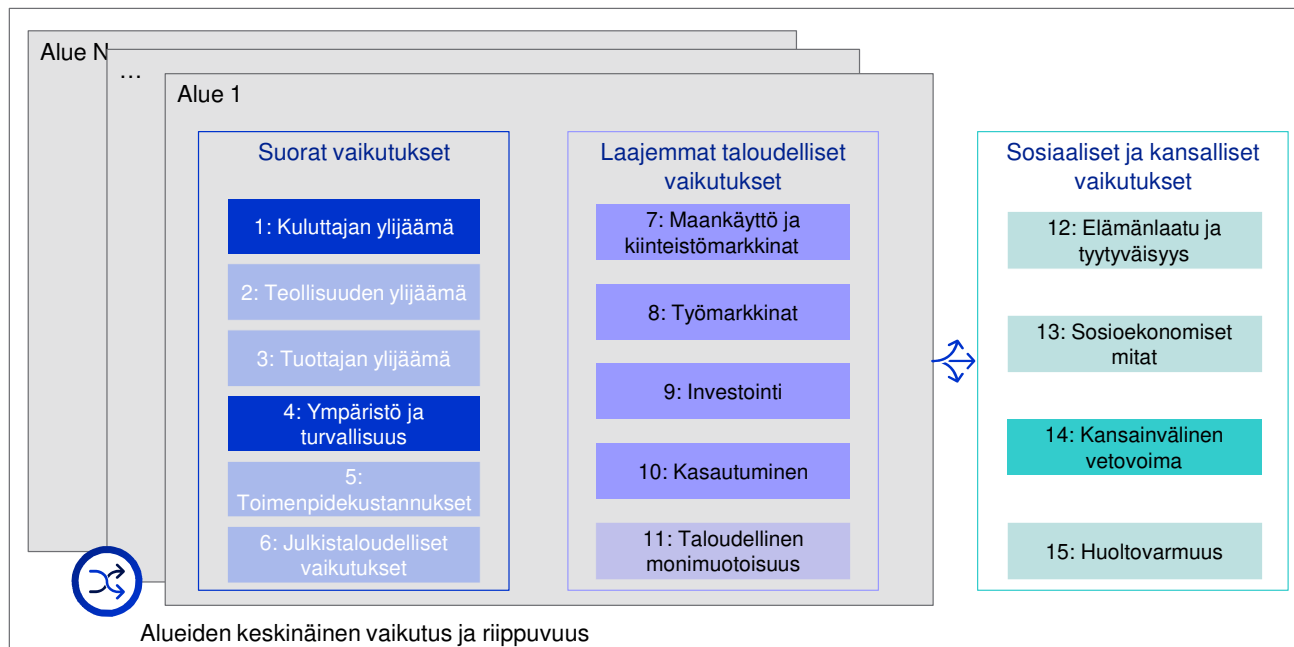 Alue N
…
Alue 1
Suorat vaikutukset
1: Kuluttajan ylijäämä
2: Teollisuuden ylijäämä
3: Tuottajan ylijäämä
4: Ympäristö ja
turvallisuus
5:
Toimenpidekustannukset
6: Julkistaloudelliset
vaikutukset
Laajemmat taloudelliset
vaikutukset
7: Maankäyttö ja
kiinteistömarkkinat
8: Työmarkkinat
9: Investointi
10: Kasautuminen
11: Taloudellinen
monimuotoisuus
Sosiaaliset ja kansalliset
vaikutukset
12: Elämänlaatu ja
tyytyväisyys
13: Sosioekonomiset
mitat
14: Kansainvälinen
vetovoima
15: Huoltovarmuus
Alueiden keskinäinen vaikutus ja riippuvuus